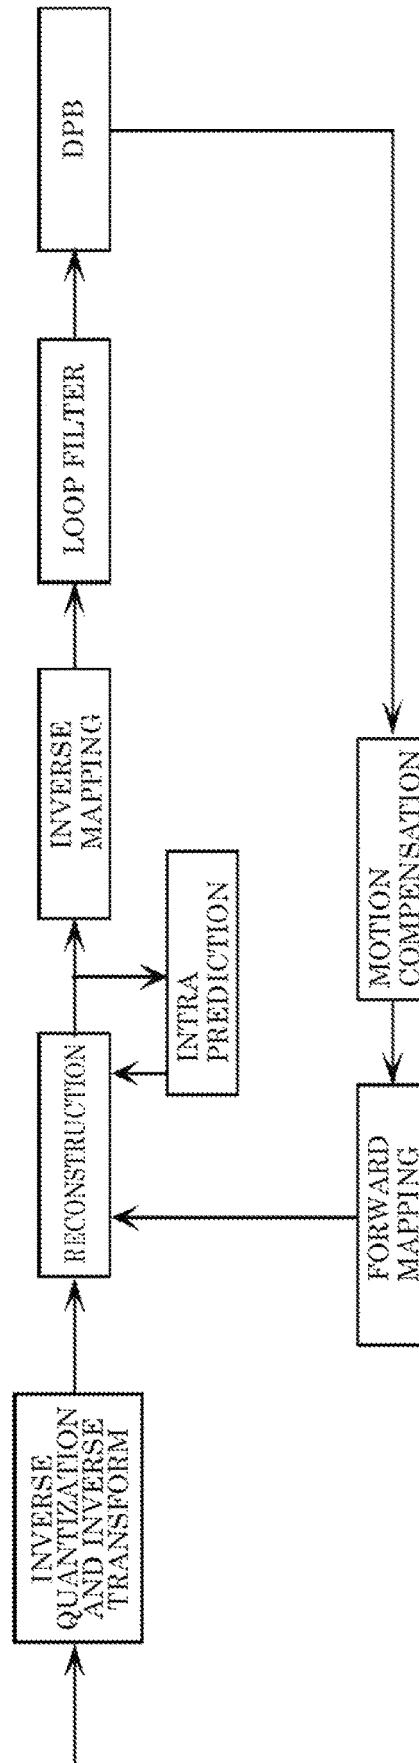 INVERSE
QUANTIZATION
AND INVERSE
TRANSFORM
RECONSTRUCTION
INVERSE
MAPPING
LOOP FILTER
DPB
INTRA
PREDICTION
FORWARD
MAPPING
MOTION
COMPENSATION